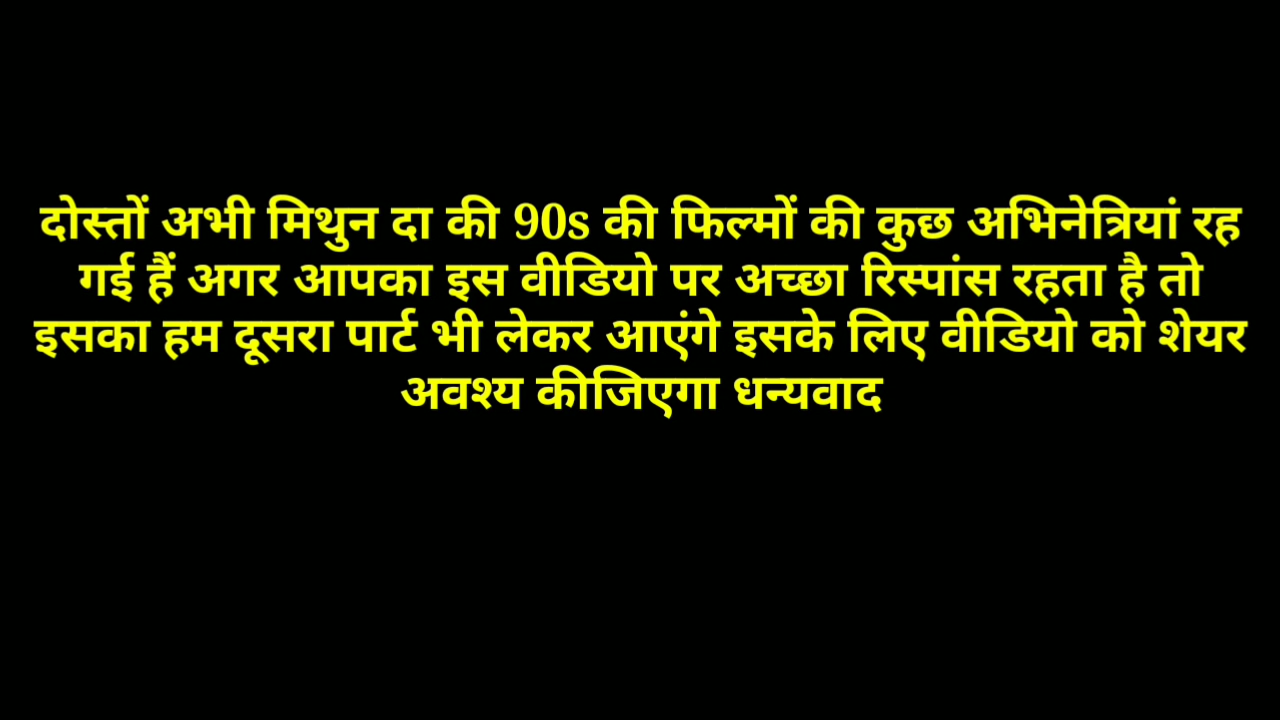 दोस्तों अभी मिथुन दा की 90s की फिल्मों की कुछ अभिनेत्रियां रह
गई हैं अगर आपका इस वीडियो पर अच्छा रिस्पांस रहता है तो
इसका हम दूसरा पार्ट भी लेकर आएंगे इसके लिए वीडियो को शेयर
अवश्य कीजिएगा धन्यवाद